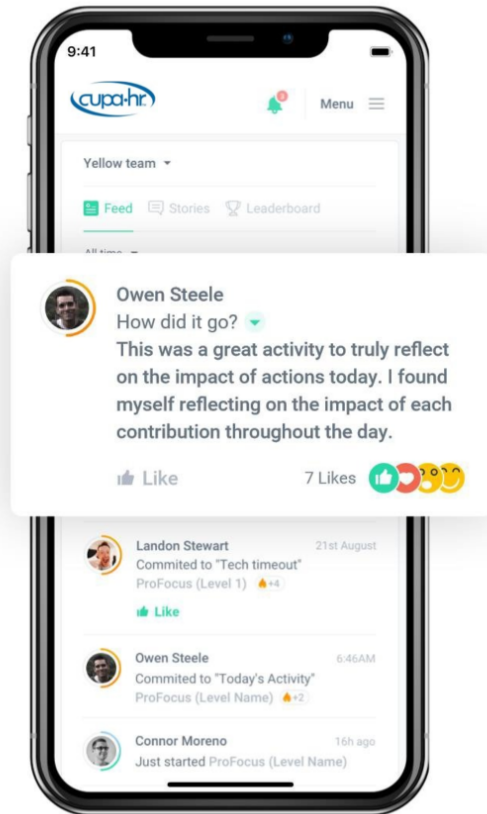 9:41
cupa-hr
3
Menu
Yellow team
Feed Stories Leaderboard
All time
Owen Steele
How did it go?
This was a great activity to truly reflect
on the impact of actions today. I found
myself reflecting on the impact of each
contribution throughout the day.
Like 7 Likes
Landon Stewart 21st August
Commited to "Tech timeout"
ProFocus (Level 1) +4
Like
Owen Steele 6:46AM
Commited to "Today's Activity"
ProFocus (Level Name) +2
Connor Moreno 16h ago
Just started ProFocus (Level Name)